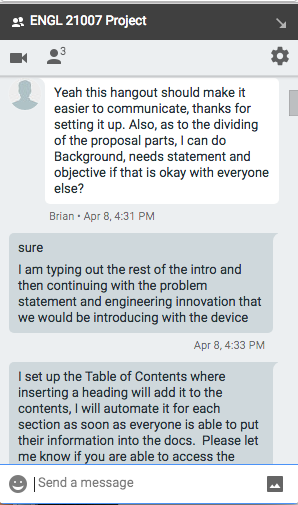 ENGL 21007 Project
3
Yeah this hangout should make it
easier to communicate, thanks for
setting it up. Also, as to the dividing
of the proposal parts, I can do
Background, needs statement and
objective if that is okay with everyone
else?
Brian • Apr 8, 4:31 PM
sure
I am typing out the rest of the intro and
then continuing with the problem
statement and engineering innovation that
we would be introducing with the device
Apr 8, 4:33 PM
I set up the Table of Contents where
inserting a heading will add it to the
contents, I will automate it for each
section as soon as everyone is able to put
their information into the docs.  Please let
me know if you are able to access the
Send a message